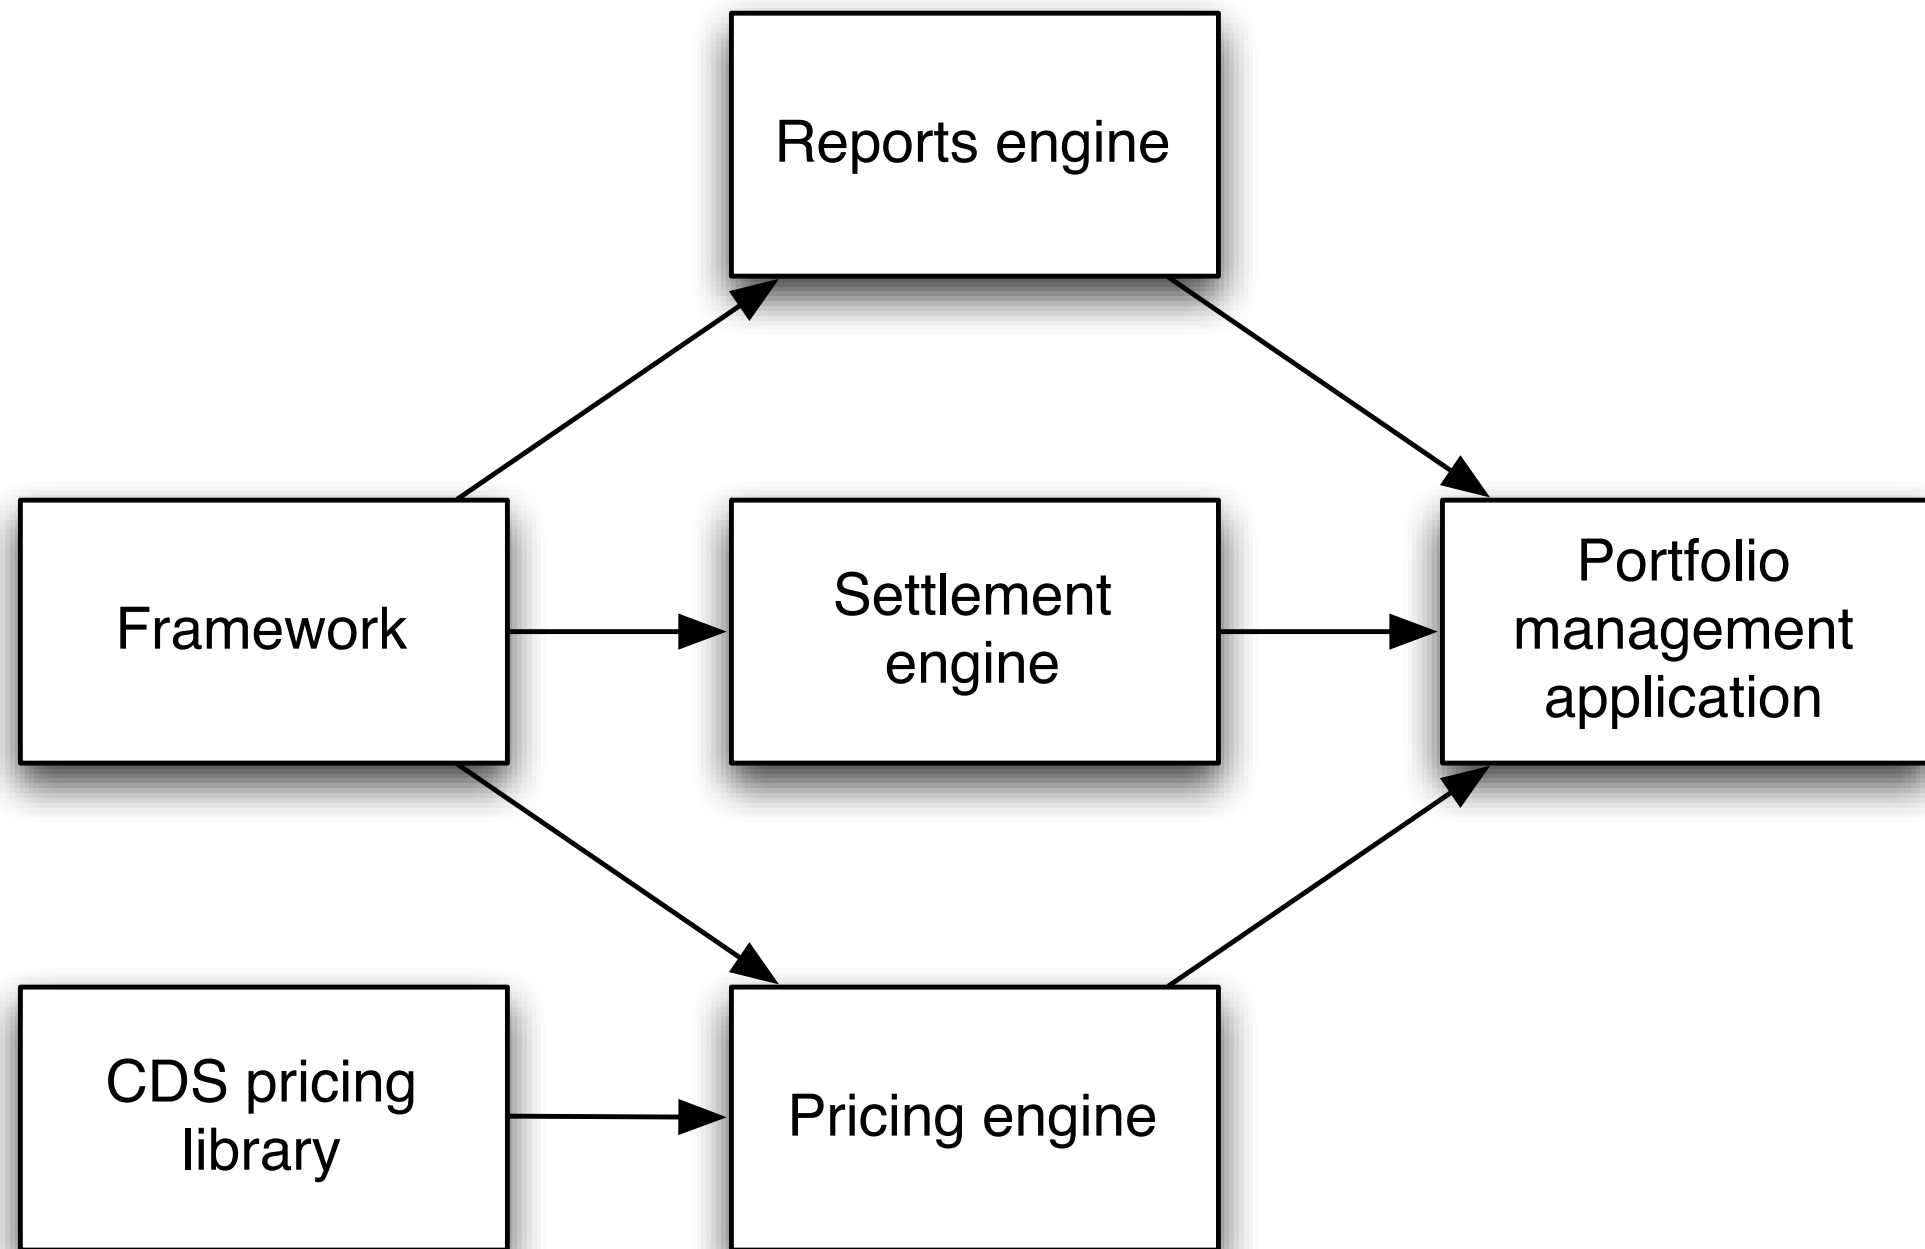 Reports engine
Framework
Settlement
engine
Portfolio
management
application
CDS pricing
library
Pricing engine